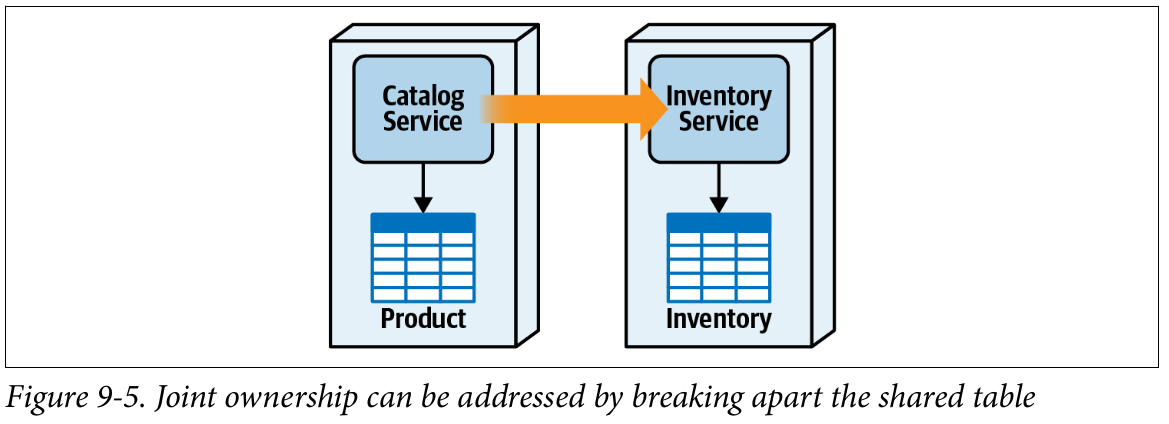 Catalog
Service
Inventory
Service
Product
Inventory
Figure 9-5. Joint ownership can be addressed by breaking apart the shared table